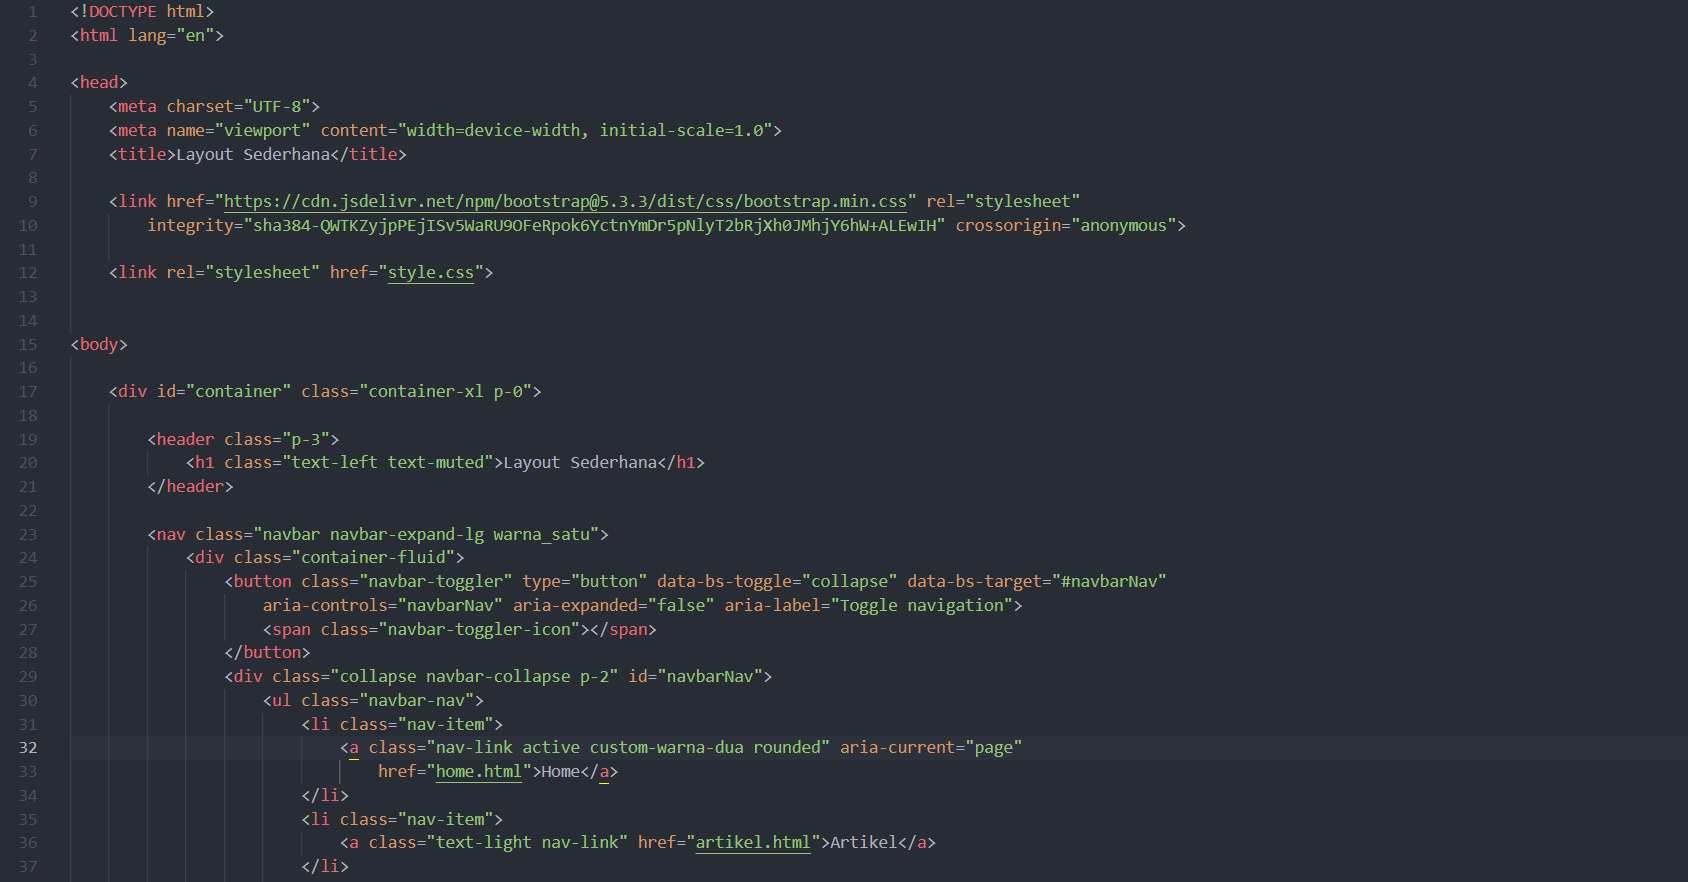 1 <!DOCTYPE html>
2 <html lang="en">
3
4 <head>
5     <meta charset="UTF-8">
6     <meta name="viewport" content="width=device-width, initial-scale=1.0">
7     <title>Layout Sederhana</title>
8
9     <link href="https://cdn.jsdelivr.net/npm/bootstrap@5.3.3/dist/css/bootstrap.min.css" rel="stylesheet"
10         integrity="sha384-QWTKZyjpPEjISv5WaRU9OFeRpok6YctnYmDr5pNlyT2bRjXh0JMhjY6hW+ALEwIH" crossorigin="anonymous">
11
12     <link rel="stylesheet" href="style.css">
13
14
15 <body>
16
17     <div id="container" class="container-xl p-0">
18
19         <header class="p-3">
20             <h1 class="text-left text-muted">Layout Sederhana</h1>
21         </header>
22
23         <nav class="navbar navbar-expand-lg warna_satu">
24             <div class="container-fluid">
25                 <button class="navbar-toggler" type="button" data-bs-toggle="collapse" data-bs-target="#navbarNav"
26                     aria-controls="navbarNav" aria-expanded="false" aria-label="Toggle navigation">
27                     <span class="navbar-toggler-icon"></span>
28                 </button>
29                 <div class="collapse navbar-collapse p-2" id="navbarNav">
30                     <ul class="navbar-nav">
31                         <li class="nav-item">
32                             <a class="nav-link active custom-warna-dua rounded" aria-current="page"
33                                 href="home.html">Home</a>
34                         </li>
35                         <li class="nav-item">
36                             <a class="text-light nav-link" href="artikel.html">Artikel</a>
37                         </li>